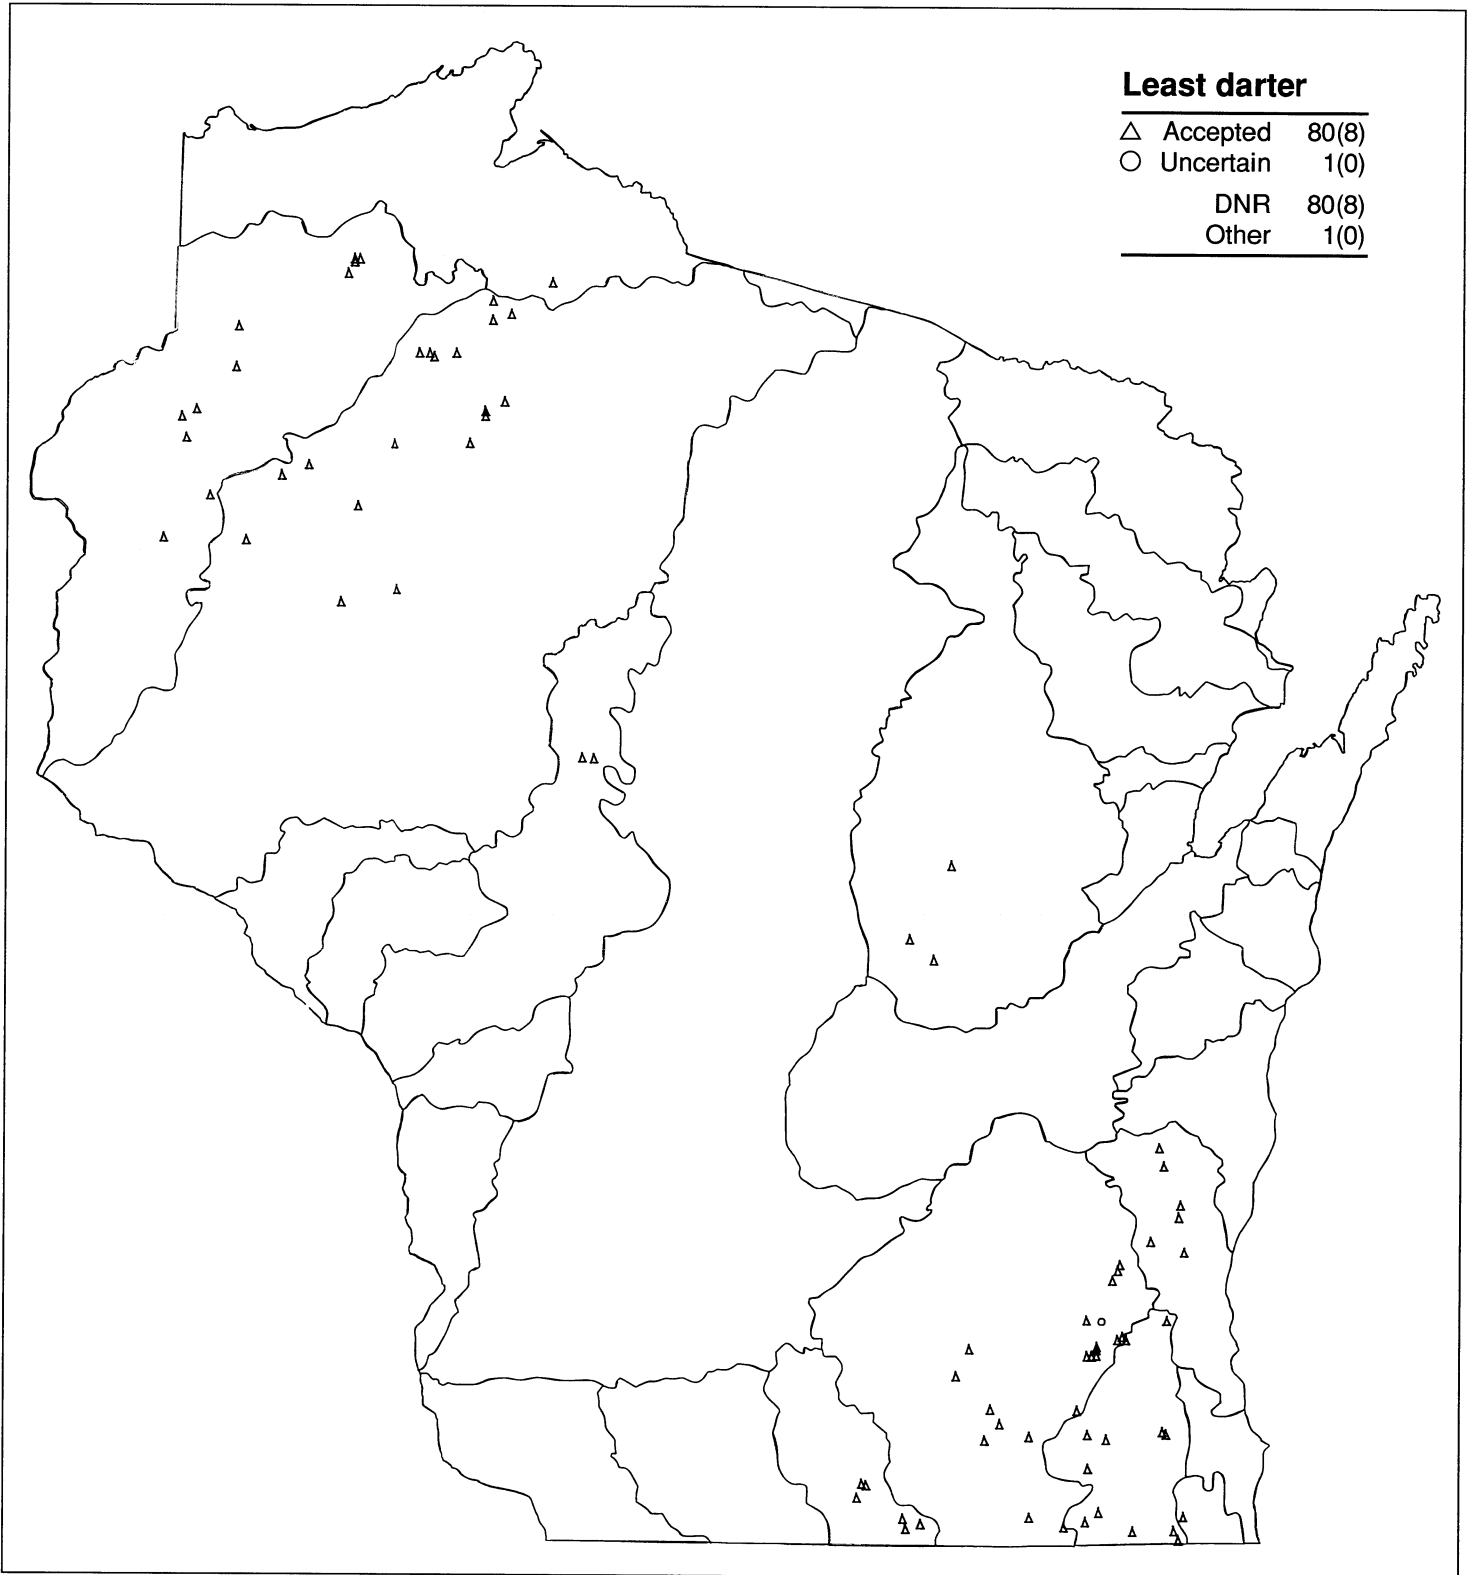 Least darter
△ Accepted 80(8)
○ Uncertain 1(0)
DNR 80(8)
Other 1(0)